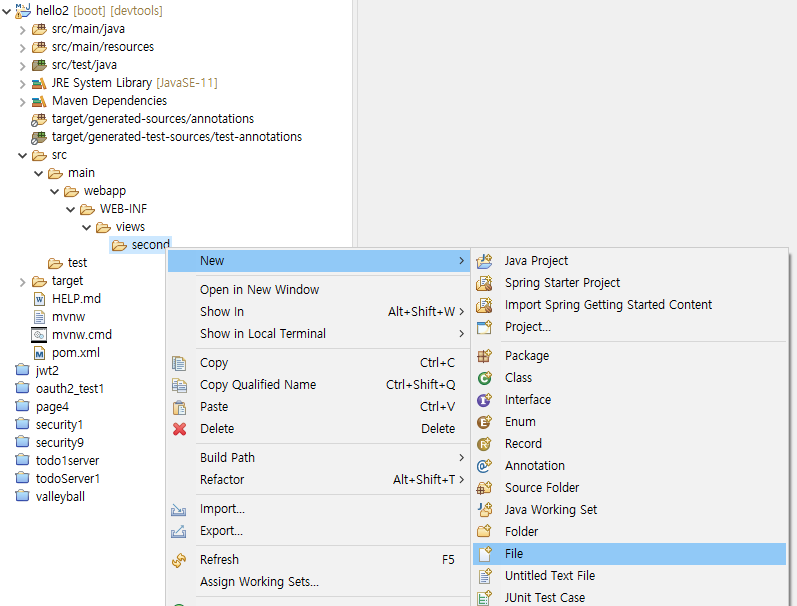 hello2 [boot] [devtools]
src/main/java
src/main/resources
src/test/java
JRE System Library [JavaSE-11]
Maven Dependencies
target/generated-sources/annotations
target/generated-test-sources/test-annotations
src
main
webapp
WEB-INF
views
second
test
target
HELP.md
mvnw
mvnw.cmd
pom.xml
jwt2
oauth2_test1
page4
security1
security9
todo1server
todoServer1
valleyball
New
Open in New Window
Show In Alt+Shift+W
Show in Local Terminal
Copy Ctrl+C
Copy Qualified Name Ctrl+Shift+Q
Paste Ctrl+V
Delete Delete
Build Path
Refactor Alt+Shift+T
Import...
Export...
Refresh F5
Assign Working Sets...
Java Project
Spring Starter Project
Import Spring Getting Started Content
Project...
Package
Class
Interface
Enum
Record
Annotation
Source Folder
Java Working Set
Folder
File
Untitled Text File
JUnit Test Case